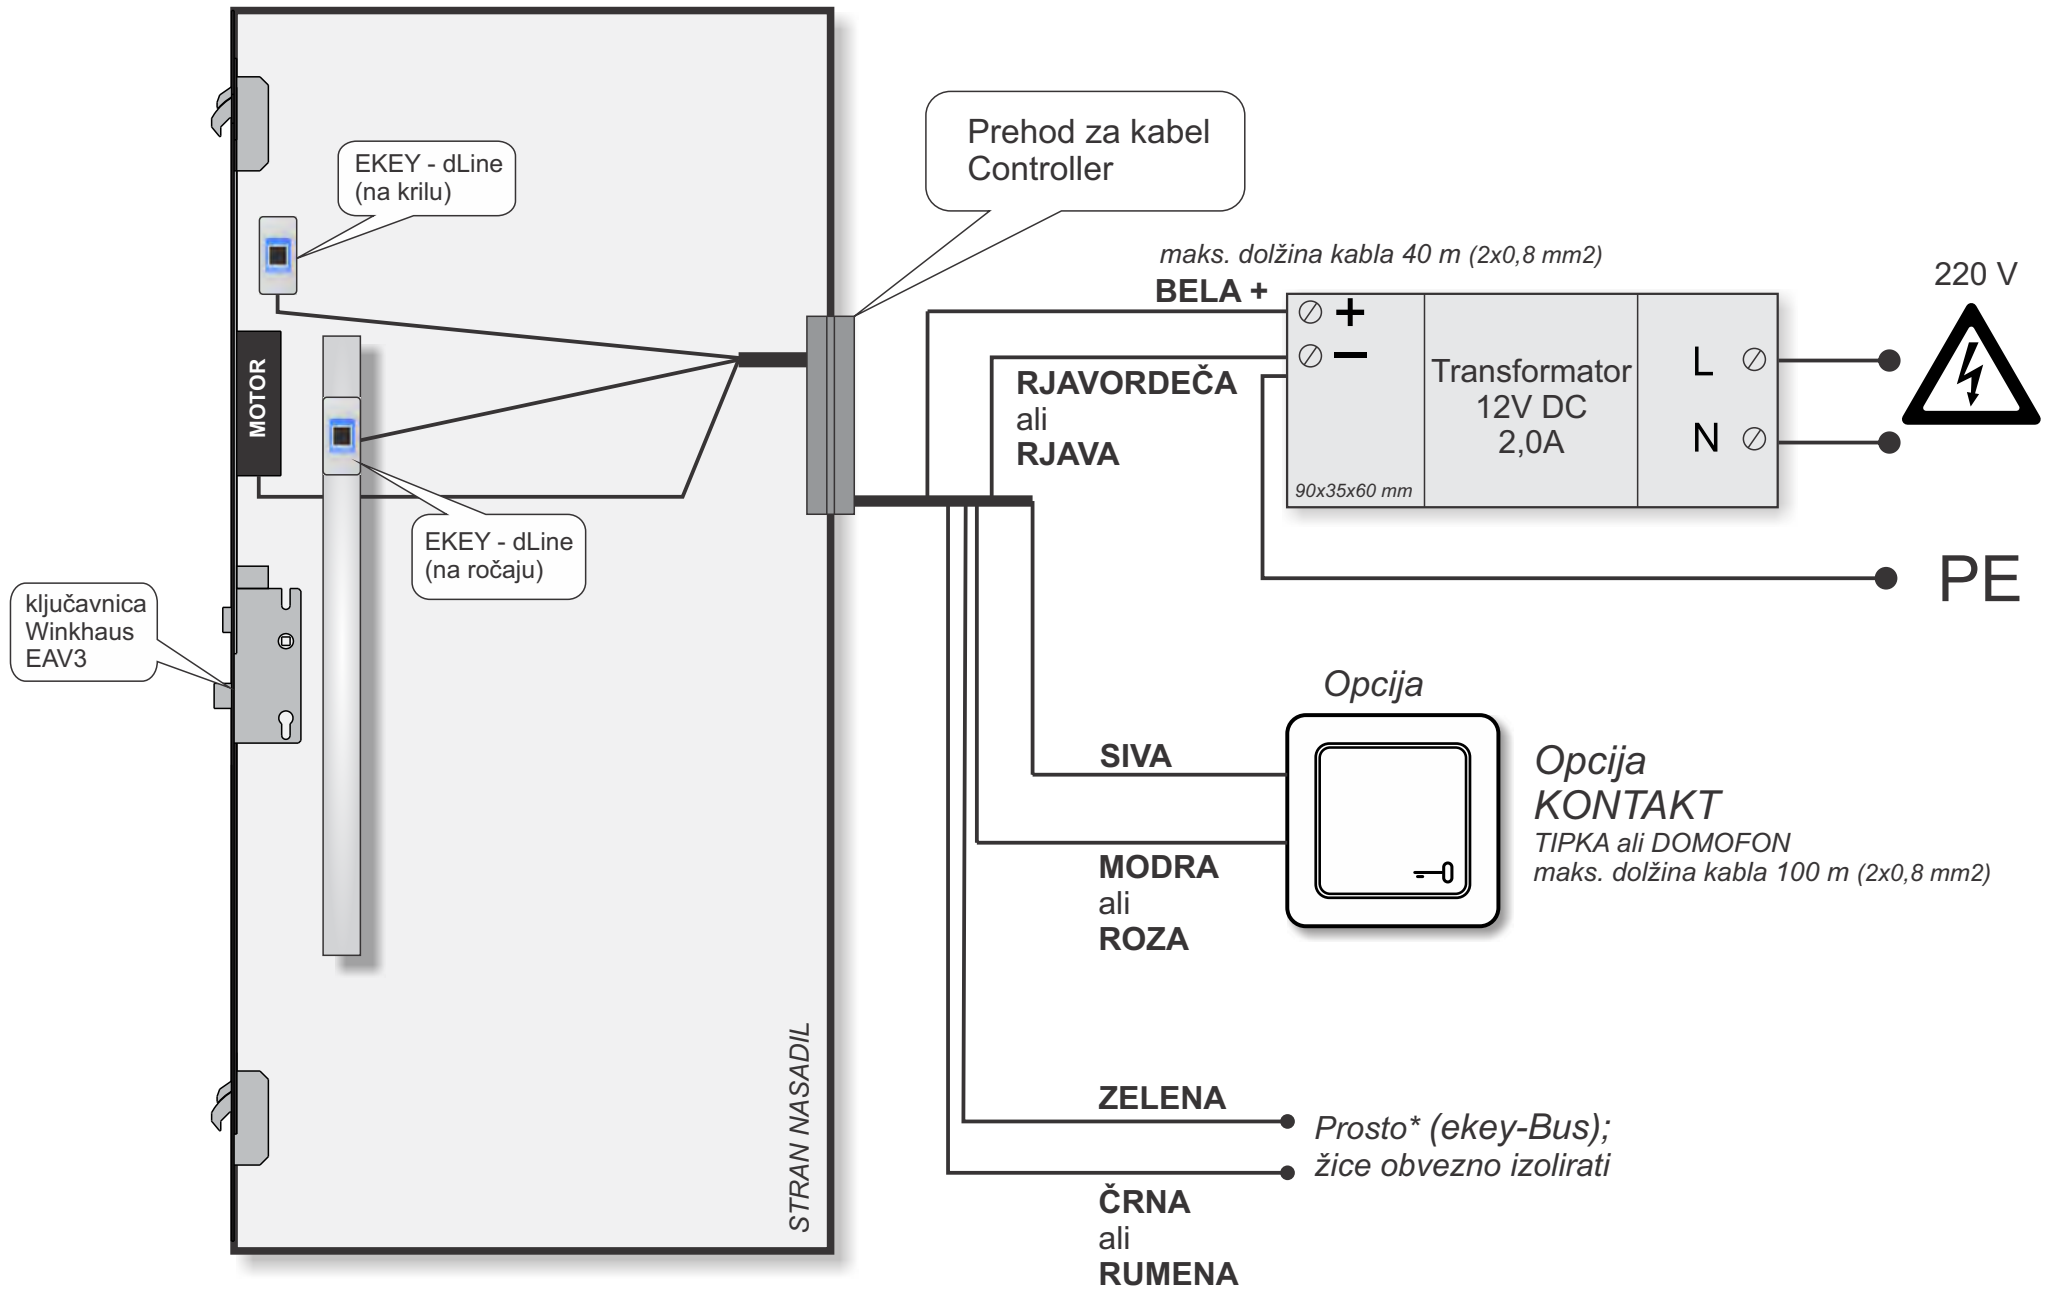 EKEY - dLine
(na krilu)
Prehod za kabel
Controller
maks. dolžina kabla 40 m (2x0,8 mm2)
BELA +
220 V
MOTOR
RJAVORDEČA
ali
RJAVA
+
–
Transformator
12V DC
2,0A
L
N
90x35x60 mm
EKEY - dLine
(na ročaju)
PE
ključavnica
Winkhaus
EAV3
Opcija
SIVA
Opcija
KONTAKT
TIPKA ali DOMOFON
maks. dolžina kabla 100 m (2x0,8 mm2)
MODRA
ali
ROZA
STRAN NASADIL
ZELENA
Prosto* (ekey-Bus);
žice obvezno izolirati
ČRNA
ali
RUMENA